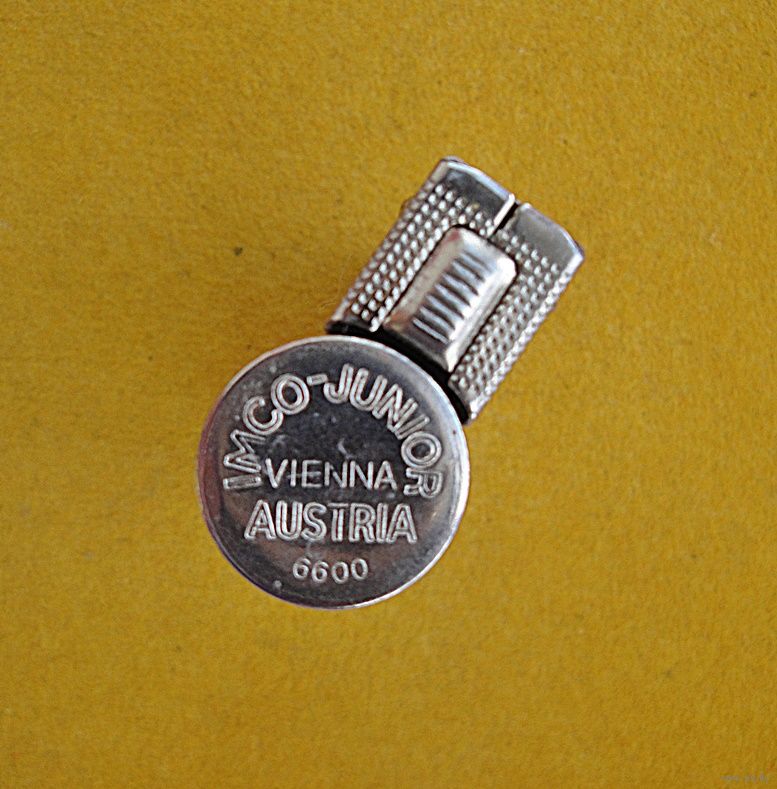 IMCO-JUNIOR
VIENNA
AUSTRIA
6600